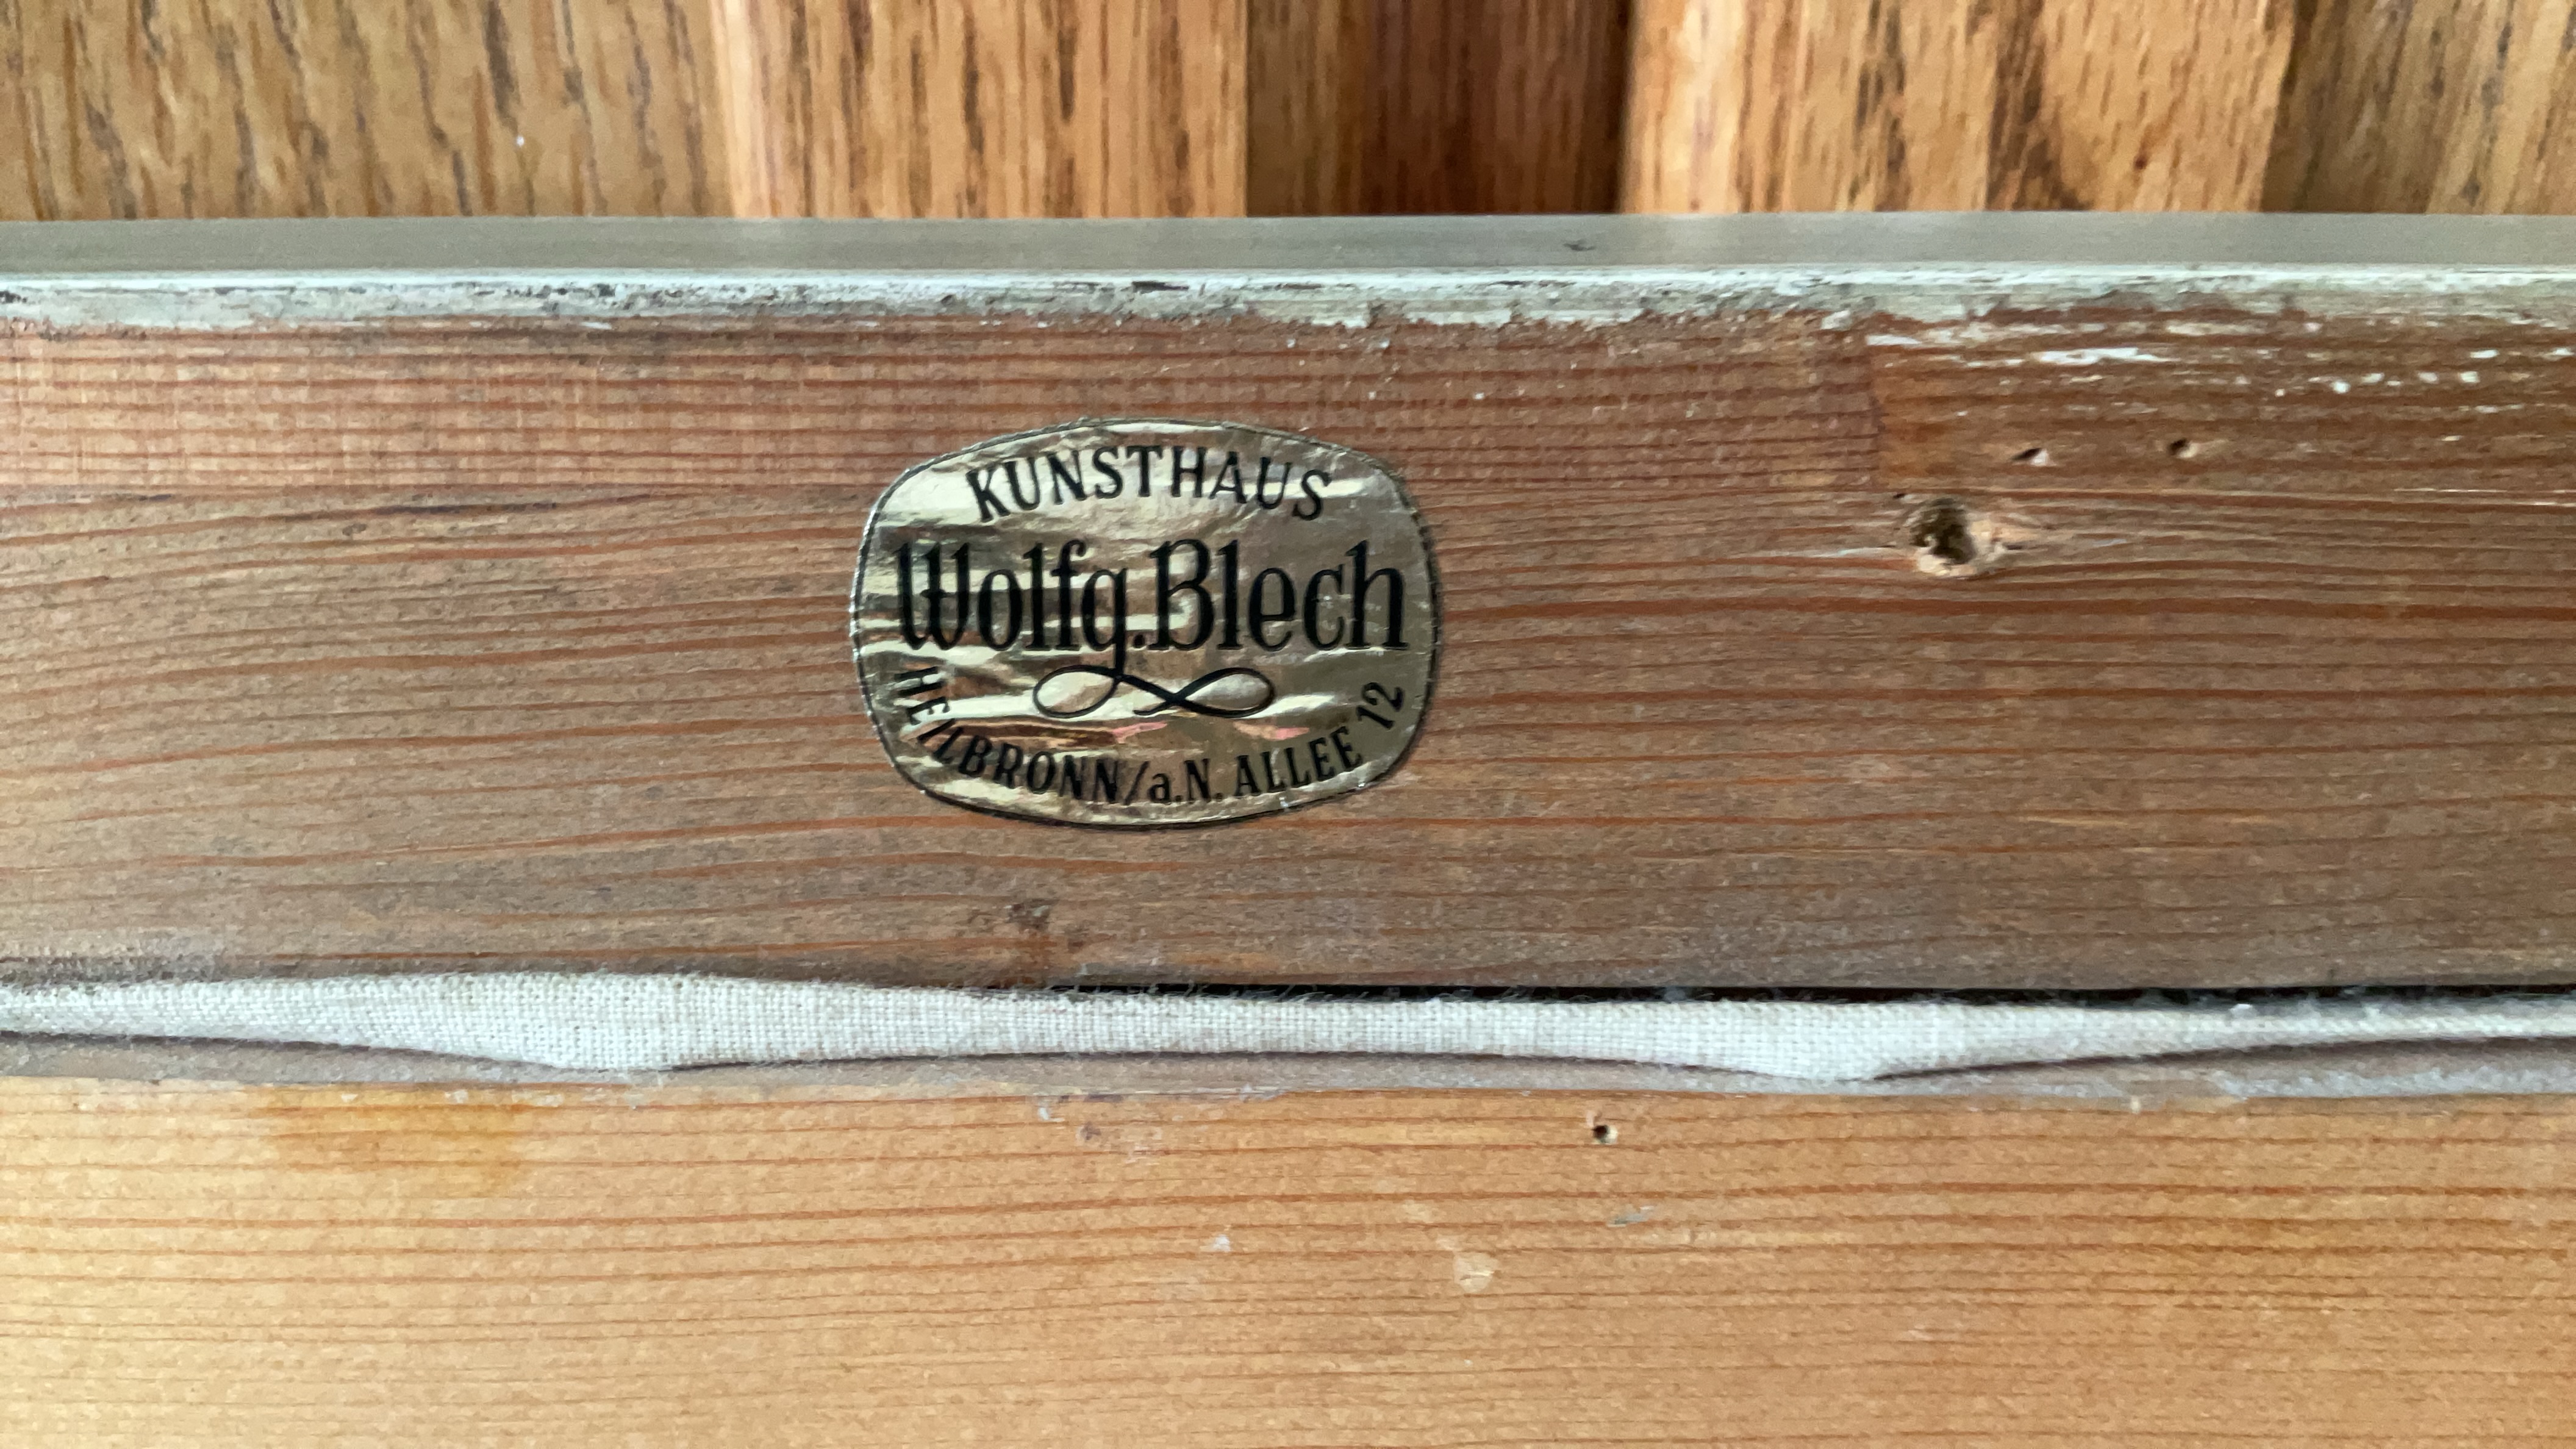 KUNSTHAUS
Wolfg.Blech
HEILBRONN/a.N. ALLEE 12